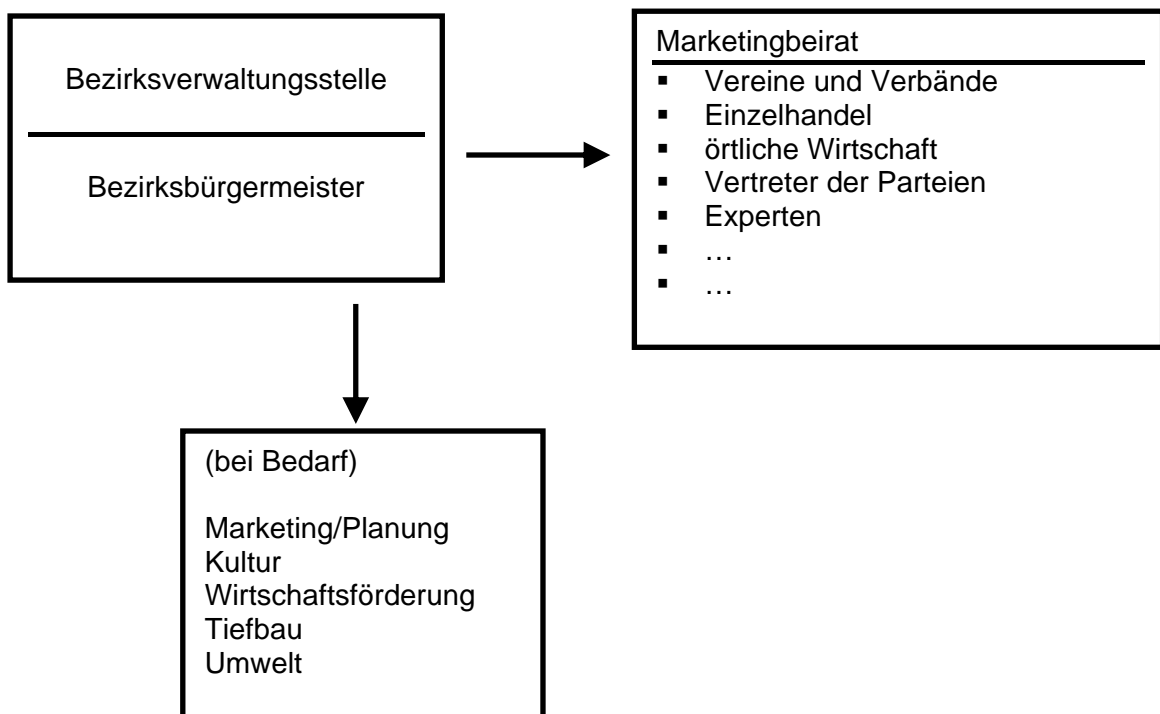 Bezirksverwaltungsstelle
Bezirksbürgermeister
Marketingbeirat
▪ Vereine und Verbände
▪ Einzelhandel
▪ örtliche Wirtschaft
▪ Vertreter der Parteien
▪ Experten
▪ …
▪ …
(bei Bedarf)
Marketing/Planung
Kultur
Wirtschaftsförderung
Tiefbau
Umwelt